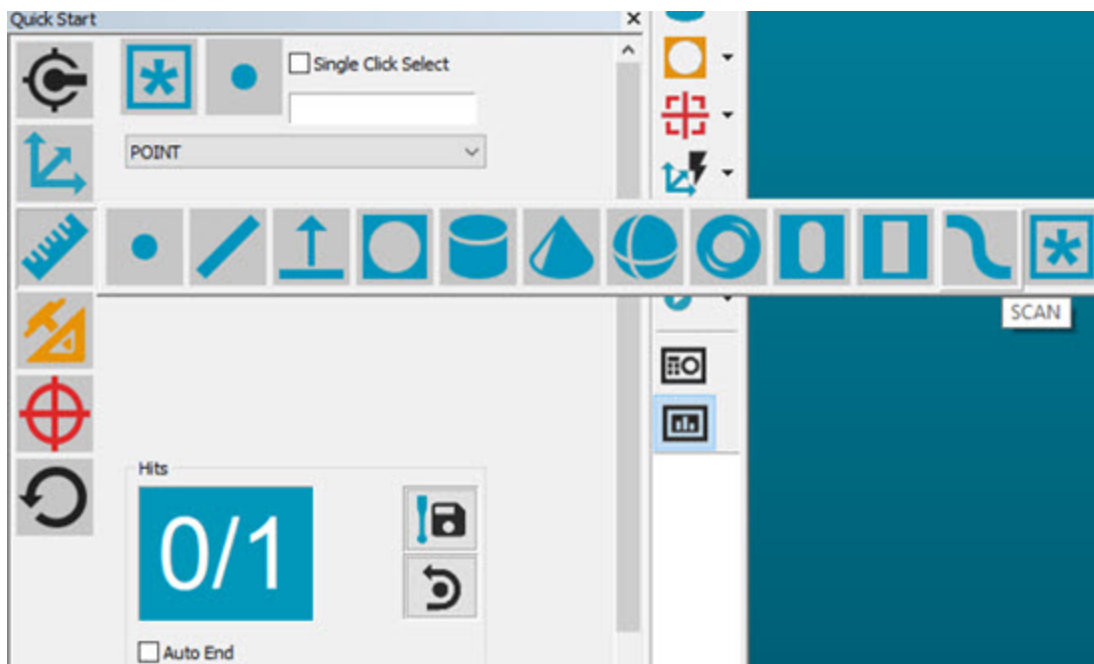 Quick Start
Single Click Select
POINT
SCAN
Hits
0/1
Auto End